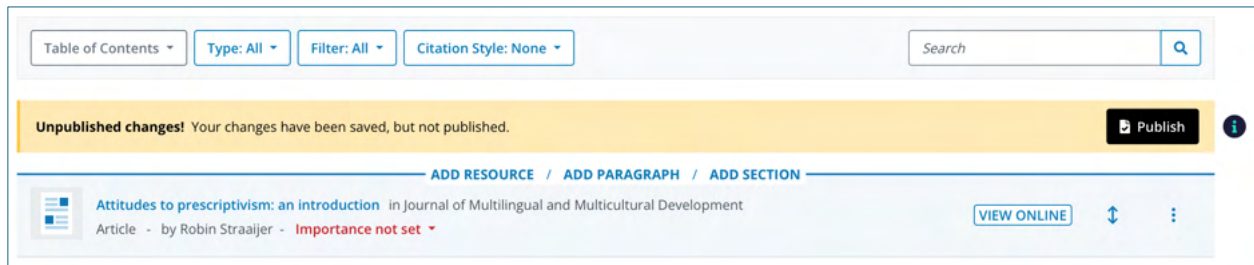 Table of Contents Type: All Filter: All Citation Style: None Search
Unpublished changes! Your changes have been saved, but not published. Publish
ADD RESOURCE / ADD PARAGRAPH / ADD SECTION
Attitudes to prescriptivism: an introduction in Journal of Multilingual and Multicultural Development
VIEW ONLINE
Article - by Robin Straaijer - Importance not set